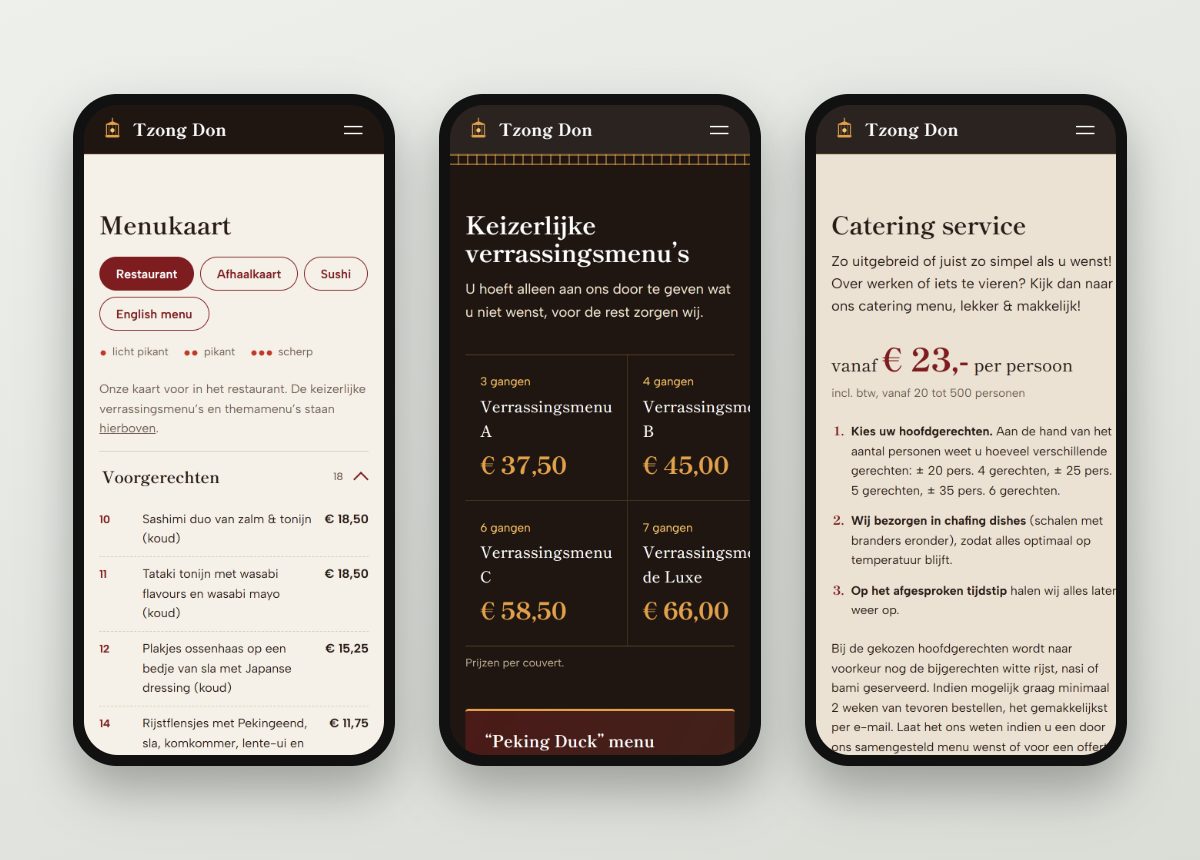 Tzong Don
Menukaart
Restaurant
Afhaalkaart
Sushi
English menu
licht pikant
pikant
scherp
Onze kaart voor in het restaurant. De keizerlijke
verrassingsmenu's en themamenu's staan
hierboven.
Voorgerechten
18
10 Sashimi duo van zalm & tonijn € 18,50
(koud)
11 Tataki tonijn met wasabi € 18,50
flavours en wasabi mayo
(koud)
12 Plakjes ossenhaas op een € 15,25
bedje van sla met Japanse
dressing (koud)
14 Rijstflensjes met Pekingeend, € 11,75
sla, komkommer, lente-ui en
Tzong Don
Keizerlijke
verrassingsmenu's
U hoeft alleen aan ons door te geven wat
u niet wenst, voor de rest zorgen wij.
3 gangen
Verrassingsmenu
A
€ 37,50
4 gangen
Verrassingsme
B
€ 45,00
6 gangen
Verrassingsmenu
C
€ 58,50
7 gangen
Verrassingsme
de Luxe
€ 66,00
Prijzen per couvert.
“Peking Duck” menu
Tzong Don
Catering service
Zo uitgebreid of juist zo simpel als u wenst!
Over werken of iets te vieren? Kijk dan naar
ons catering menu, lekker & makkelijk!
vanaf € 23,- per persoon
incl. btw, vanaf 20 tot 500 personen
1. Kies uw hoofdgerechten. Aan de hand van het
aantal personen weet u hoeveel verschillende
gerechten: ± 20 pers. 4 gerechten, ± 25 pers.
5 gerechten, ± 35 pers. 6 gerechten.
2. Wij bezorgen in chafing dishes (schalen met
branders eronder), zodat alles optimaal op
temperatuur blijft.
3. Op het afgesproken tijdstip halen wij alles later
weer op.
Bij de gekozen hoofdgerechten wordt naar
voorkeur nog de bijgerechten witte rijst, nasi of
bami geserveerd. Indien mogelijk graag minimaal
2 weken van tevoren bestellen, het gemakkelijkst
per e-mail. Laat het ons weten indien u een door
ons samengesteld menu wenst of voor een offert